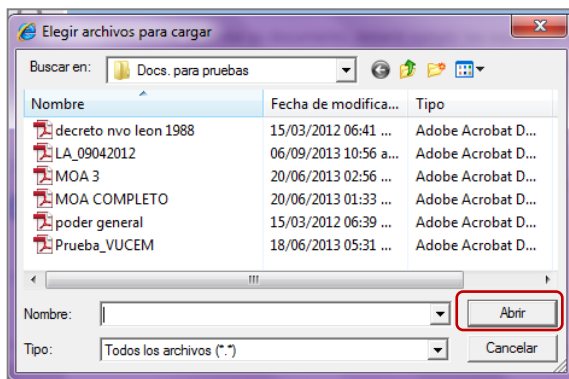 Elegir archivos para cargar
Buscar en: Docs. para pruebas
Nombre Fecha de modifica... Tipo
decreto nvo leon 1988 15/03/2012 06:41 ... Adobe Acrobat D...
LA_09042012 06/09/2013 10:56 a... Adobe Acrobat D...
MOA 3 20/06/2013 02:56 ... Adobe Acrobat D...
MOA COMPLETO 20/06/2013 01:33 ... Adobe Acrobat D...
poder general 15/03/2012 06:39 ... Adobe Acrobat D...
Prueba_VUCEM 18/06/2013 05:31 ... Adobe Acrobat D...
Nombre: Abrir
Tipo: Todos los archivos (*.*) Cancelar